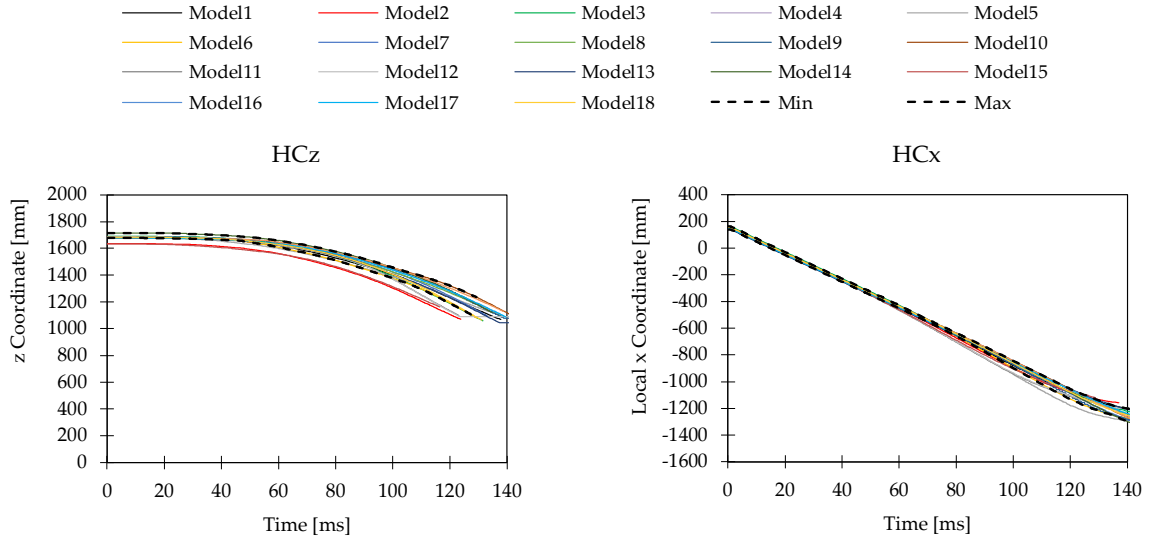 Model1 Model2 Model3 Model4 Model5
Model6 Model7 Model8 Model9 Model10
Model11 Model12 Model13 Model14 Model15
Model16 Model17 Model18 Min Max
HCz
z Coordinate [mm]
2000
1800
1600
1400
1200
1000
800
600
400
200
0
0 20 40 60 80 100 120 140
Time [ms]
HCx
Local x Coordinate [mm]
400
200
0
-200
-400
-600
-800
-1000
-1200
-1400
-1600
0 20 40 60 80 100 120 140
Time [ms]